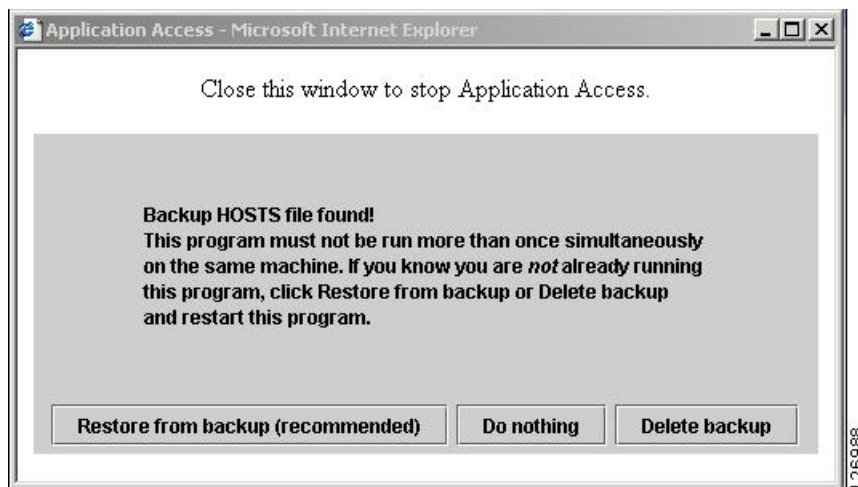 Application Access - Microsoft Internet Explorer
Close this window to stop Application Access.
Backup HOSTS file found!
This program must not be run more than once simultaneously
on the same machine. If you know you are not already running
this program, click Restore from backup or Delete backup
and restart this program.
Restore from backup (recommended)
Do nothing
Delete backup
126988